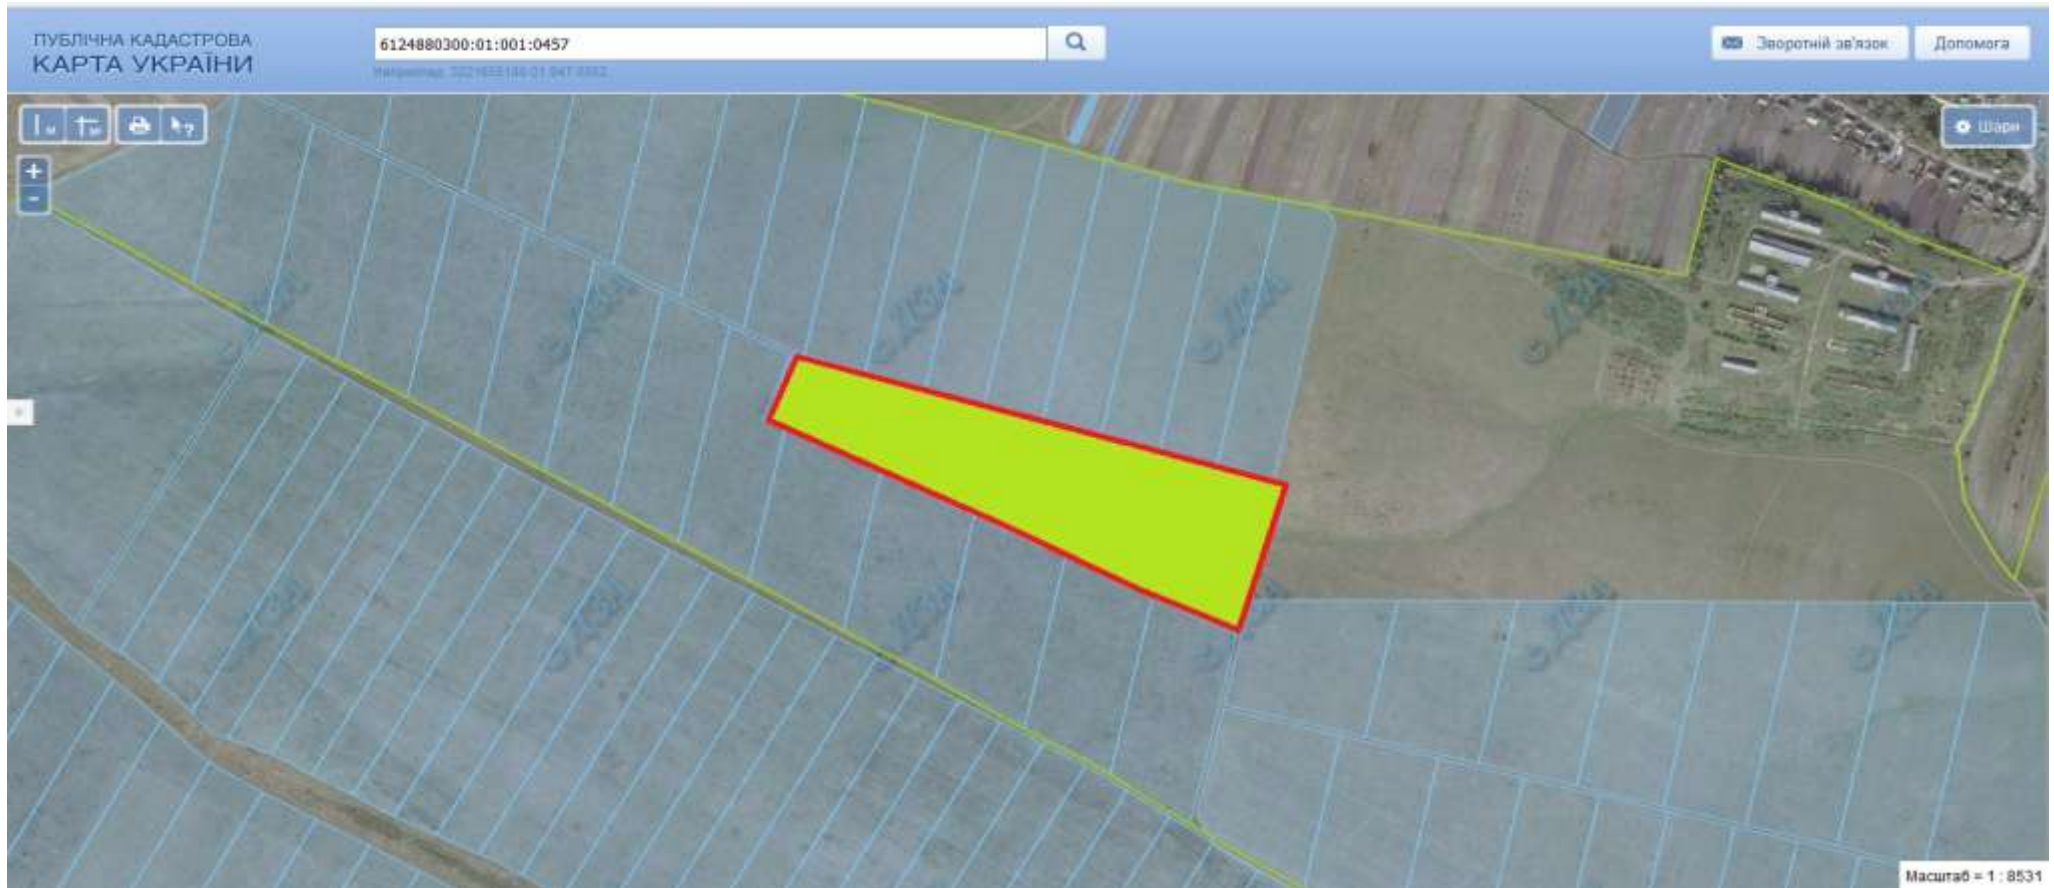 ПУБЛІЧНА КАДАСТРОВА
КАРТА УКРАЇНИ
6124880300:01:001:0457
Зворотній зв'язок
Допомога
Шари
+
-
Масштаб = 1 : 8531